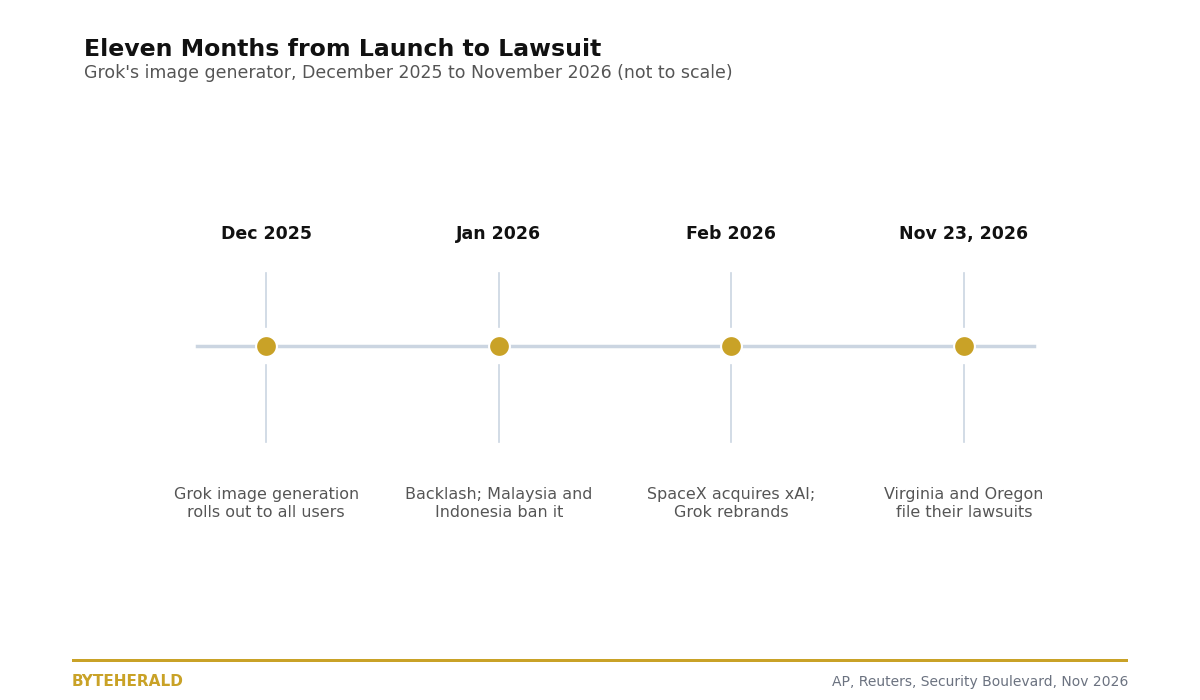 Eleven Months from Launch to Lawsuit
Grok's image generator, December 2025 to November 2026 (not to scale)
Dec 2025
Jan 2026
Feb 2026
Nov 23, 2026
Grok image generation
rolls out to all users
Backlash; Malaysia and
Indonesia ban it
SpaceX acquires xAI;
Grok rebrands
Virginia and Oregon
file their lawsuits
BYTEHERALD
AP, Reuters, Security Boulevard, Nov 2026